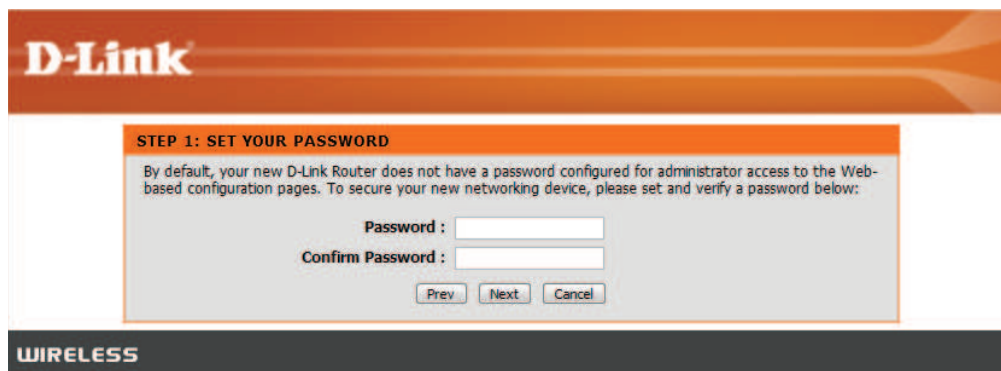 D-Link
STEP 1: SET YOUR PASSWORD
By default, your new D-Link Router does not have a password configured for administrator access to the Web-
based configuration pages. To secure your new networking device, please set and verify a password below:
Password :
Confirm Password :
Prev Next Cancel
WIRELESS